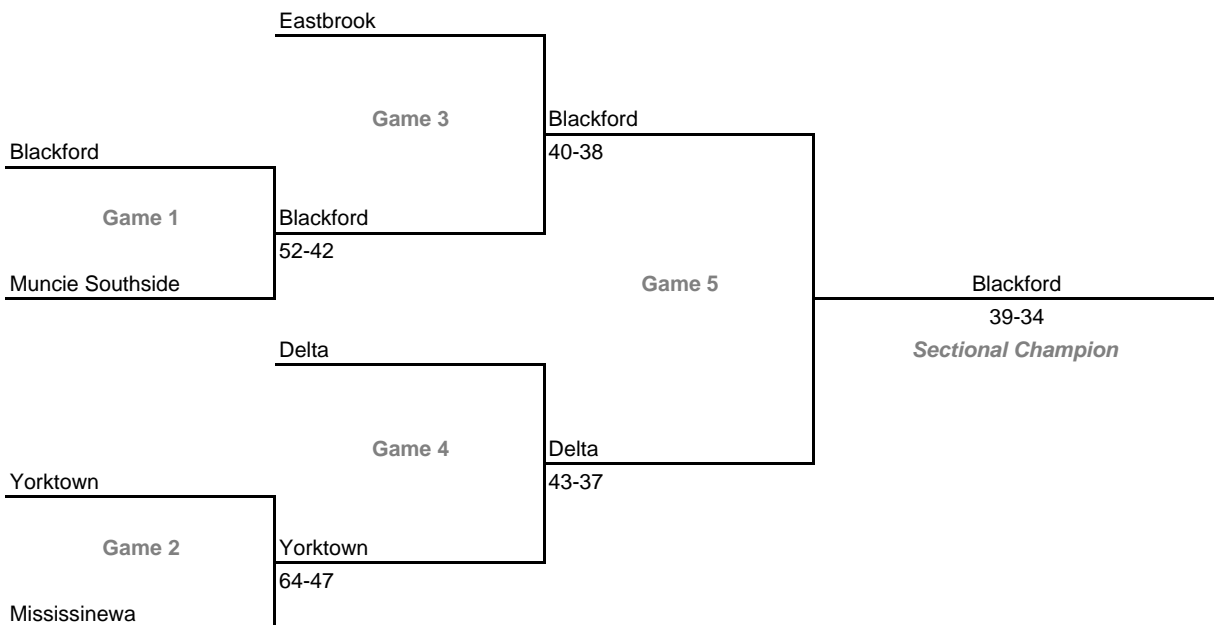 Eastbrook
Game 3
Blackford
Blackford
40-38
Game 1
Blackford
52-42
Muncie Southside
Game 5
Blackford
39-34
Delta
Sectional Champion
Game 4
Delta
Yorktown
43-37
Game 2
Yorktown
64-47
Mississinewa